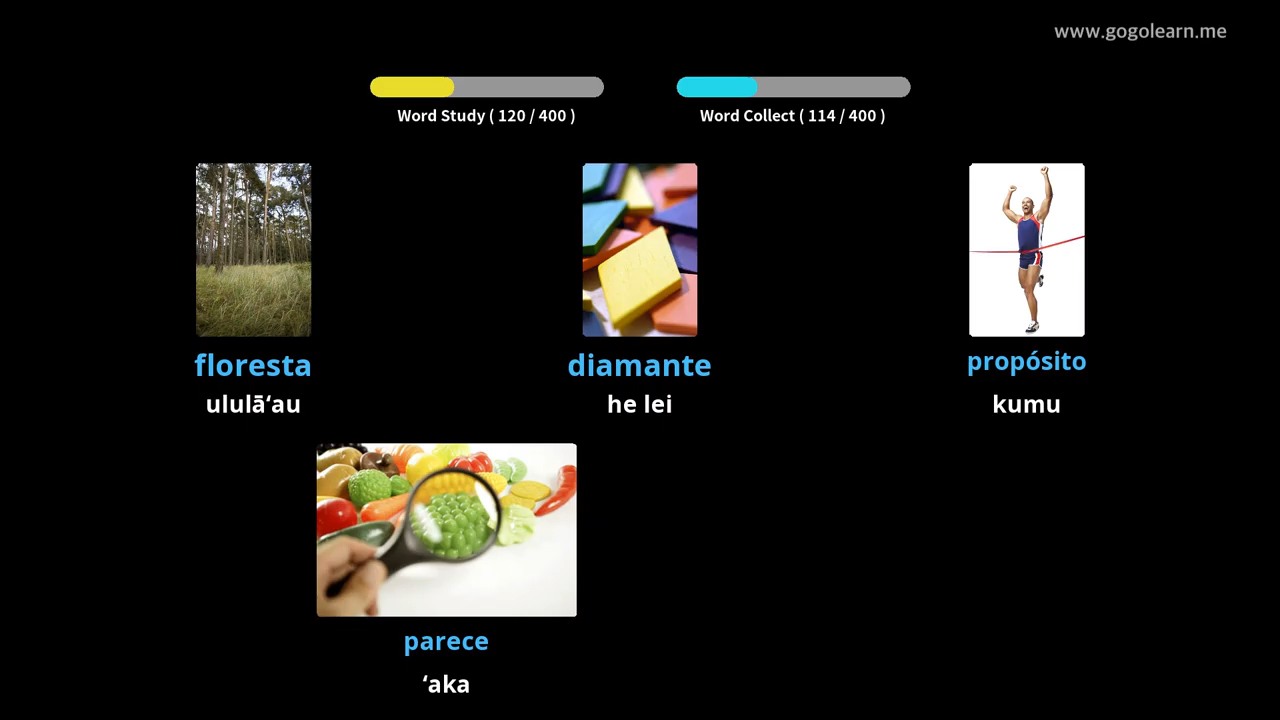 www.gogolearn.me
Word Study ( 120 / 400 )
Word Collect ( 114 / 400 )
floresta
ululāʻau
diamante
he lei
propósito
kumu
parece
ʻaka